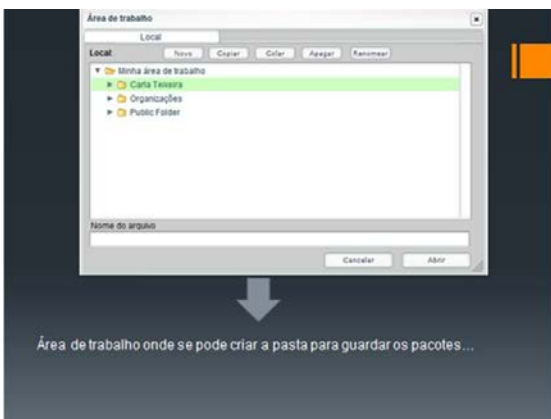 Área de trabalho
Local
Local: Novo Copiar Colar Apagar Renomear
Minha área de trabalho
Carla Teixeira
Organizações
Public Folder
Nome do arquivo
Cancelar Abrir
Área de trabalho onde se pode criar a pasta para guardar os pacotes...